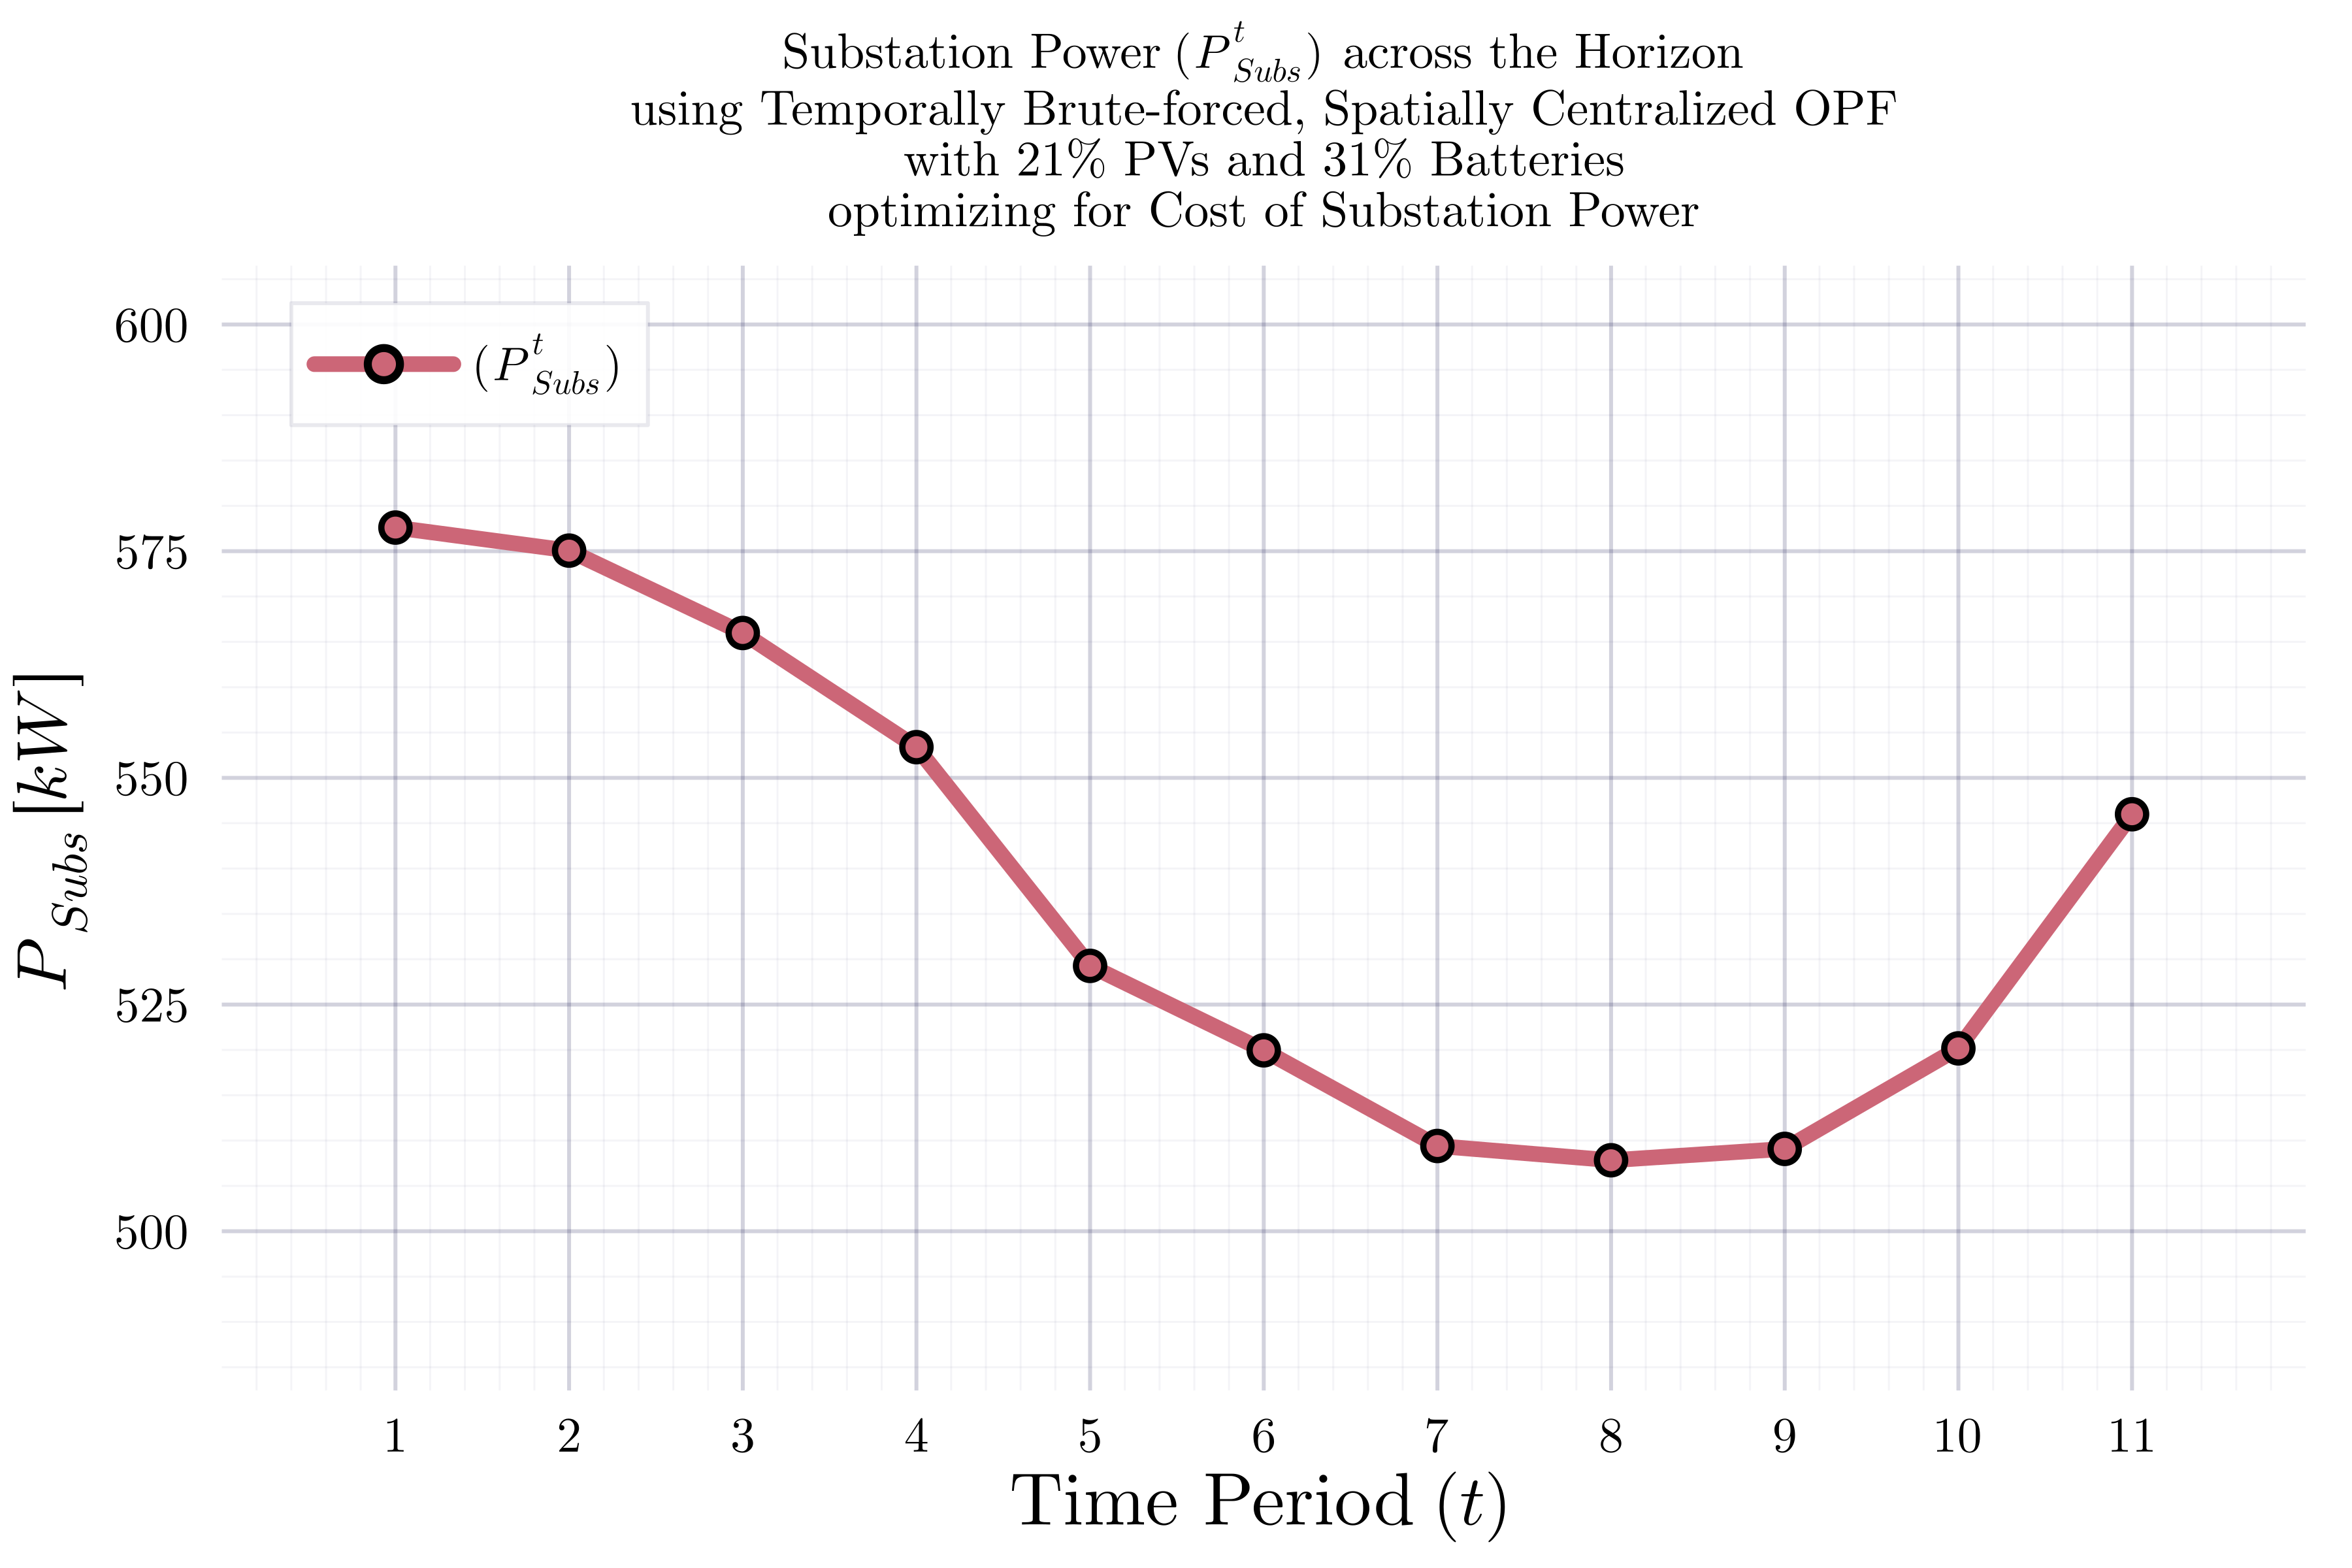 Substation Power (P^t_Subs) across the Horizon
using Temporally Brute-forced, Spatially Centralized OPF
with 21% PVs and 31% Batteries
optimizing for Cost of Substation Power
(P^t_Subs)
P_Subs [kW]
600
575
550
525
500
1 2 3 4 5 6 7 8 9 10 11
Time Period (t)